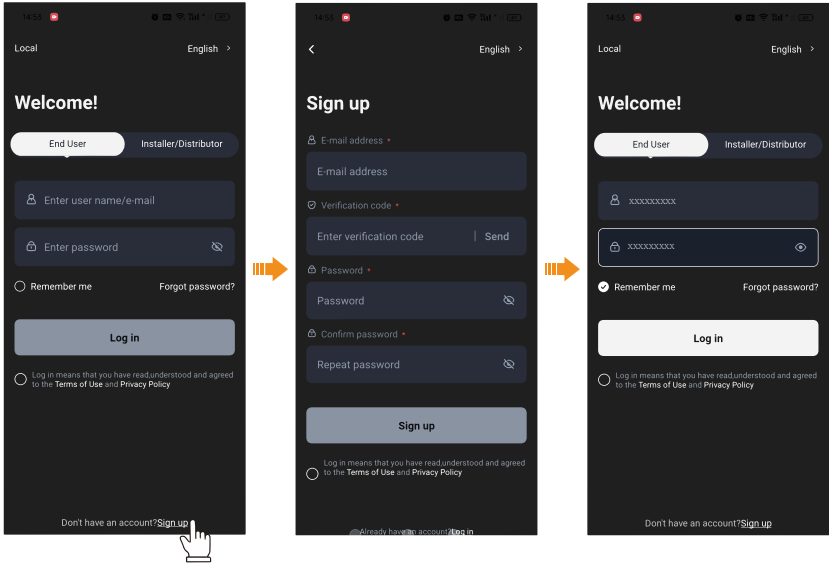 14:53
Local
English >
Welcome!
End User
Installer/Distributor
Enter user name/e-mail
Enter password
Remember me
Forgot password?
Log in
Log in means that you have read,understood and agreed
to the Terms of Use and Privacy Policy
Don't have an account?Sign up
14:53
English >
Sign up
E-mail address *
E-mail address
Verification code *
Enter verification code | Send
Password *
Password
Confirm password *
Repeat password
Sign up
Log in means that you have read,understood and agreed
to the Terms of Use and Privacy Policy
Already have an account?Log in
14:53
Local
English >
Welcome!
End User
Installer/Distributor
xxxxxxxxx
xxxxxxxxx
Remember me
Forgot password?
Log in
Log in means that you have read,understood and agreed
to the Terms of Use and Privacy Policy
Don't have an account?Sign up